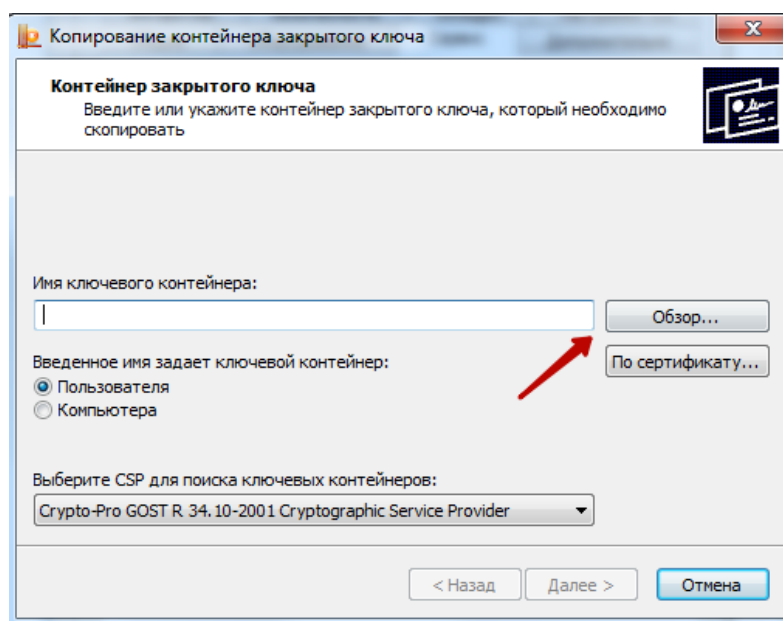 Копирование контейнера закрытого ключа
Контейнер закрытого ключа
Введите или укажите контейнер закрытого ключа, который необходимо
скопировать
Имя ключевого контейнера:
Обзор...
Введенное имя задает ключевой контейнер:
По сертификату...
Пользователя
Компьютера
Выберите CSP для поиска ключевых контейнеров:
Crypto-Pro GOST R 34.10-2001 Cryptographic Service Provider
< Назад
Далее >
Отмена